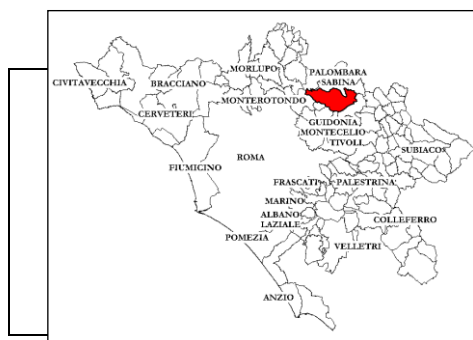 MORLUPO
PALOMBARA
SABINA
CIVITAVECCHIA
BRACCIANO
MONTEROTONDO
CERVETERI
GUIDONIA
MONTECELIO
TIVOLI
SUBIACO
ROMA
FIUMICINO
FRASCATI
PALESTRINA
MARINO
ALBANO
LAZIALE
COLLEFERRO
POMEZIA
VELLETRI
ANZIO